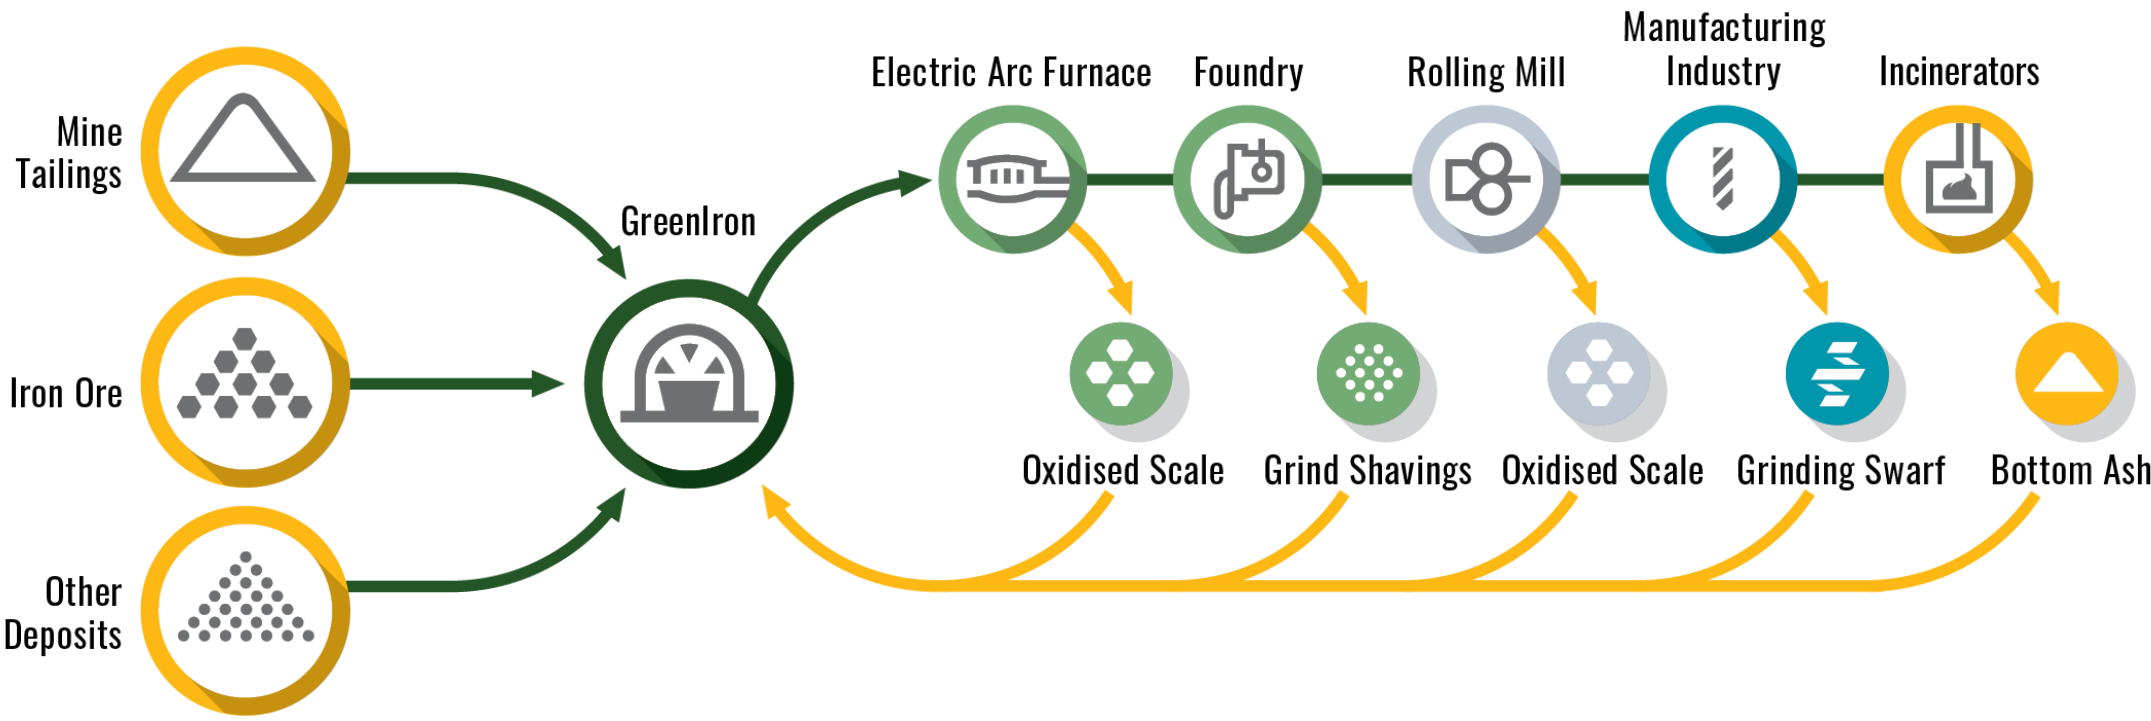 Mine
Tailings
Iron Ore
Other
Deposits
GreenIron
Electric Arc Furnace
Foundry
Rolling Mill
Manufacturing
Industry
Incinerators
Oxidised Scale
Grind Shavings
Oxidised Scale
Grinding Swarf
Bottom Ash